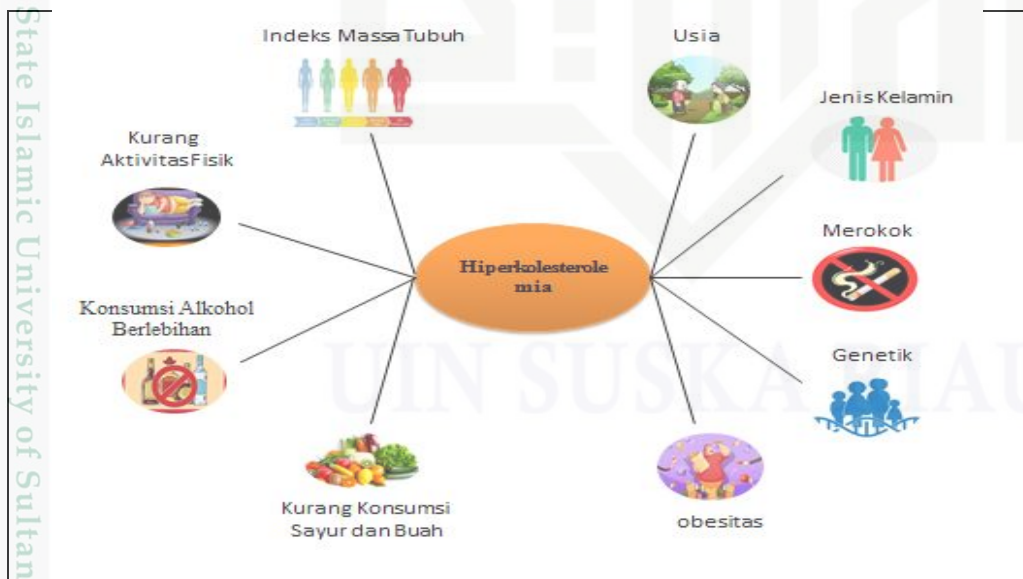 State Islamic University of Sultan
Indeks Massa Tubuh
Usia
Jenis Kelamin
Kurang
Aktivitas Fisik
Merokok
Hiperkolesterole
mia
Konsumsi Alkohol
Berlebihan
Genetik
Kurang Konsumsi
Sayur dan Buah
obesitas
UIN SUSKA RIAU